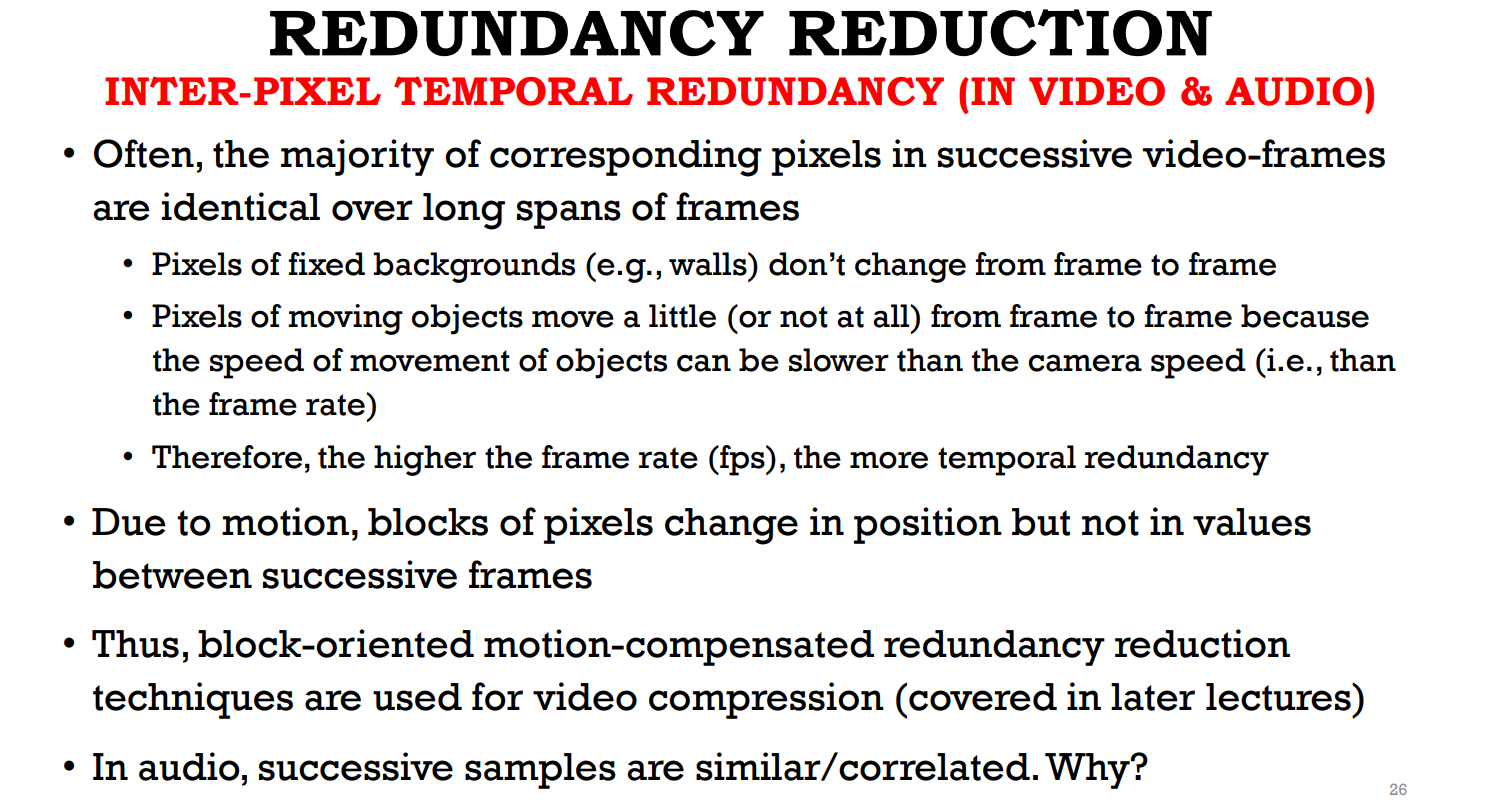 REDUNDANCY REDUCTION
INTER-PIXEL TEMPORAL REDUNDANCY (IN VIDEO & AUDIO)
• Often, the majority of corresponding pixels in successive video-frames
are identical over long spans of frames
• Pixels of fixed backgrounds (e.g., walls) don’t change from frame to frame
• Pixels of moving objects move a little (or not at all) from frame to frame because
the speed of movement of objects can be slower than the camera speed (i.e., than
the frame rate)
• Therefore, the higher the frame rate (fps), the more temporal redundancy
• Due to motion, blocks of pixels change in position but not in values
between successive frames
• Thus, block-oriented motion-compensated redundancy reduction
techniques are used for video compression (covered in later lectures)
• In audio, successive samples are similar/correlated. Why?
26